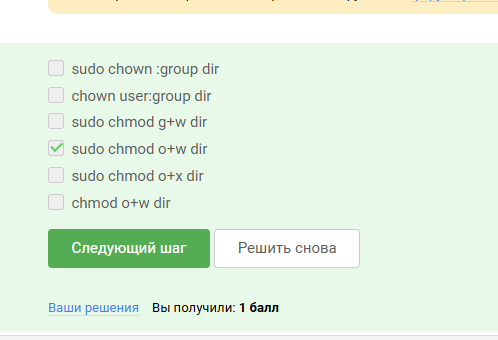 sudo chown :group dir
chown user:group dir
sudo chmod g+w dir
sudo chmod o+w dir
sudo chmod o+x dir
chmod o+w dir
Следующий шаг Решить снова
Ваши решения Вы получили: 1 балл